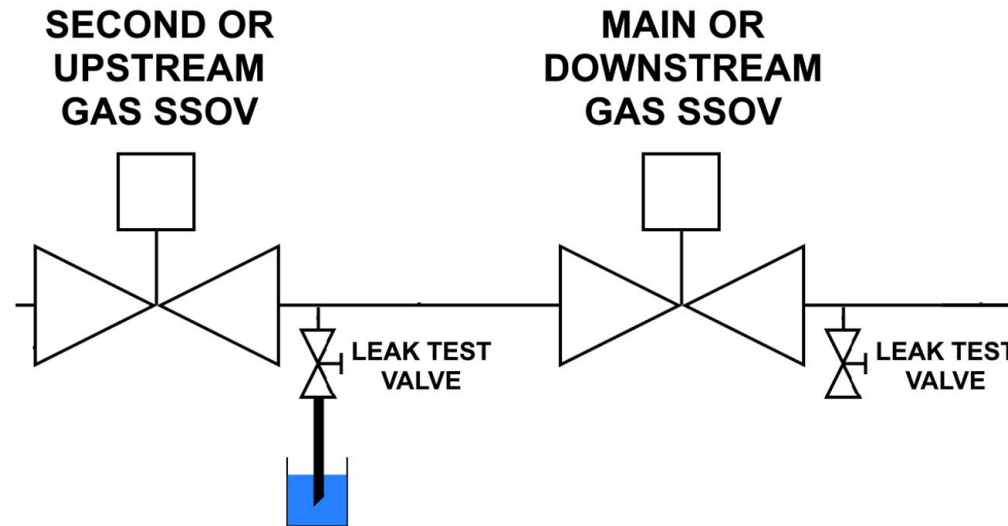 SECOND OR
UPSTREAM
GAS SSOV
MAIN OR
DOWNSTREAM
GAS SSOV
LEAK TEST
VALVE
LEAK TEST
VALVE